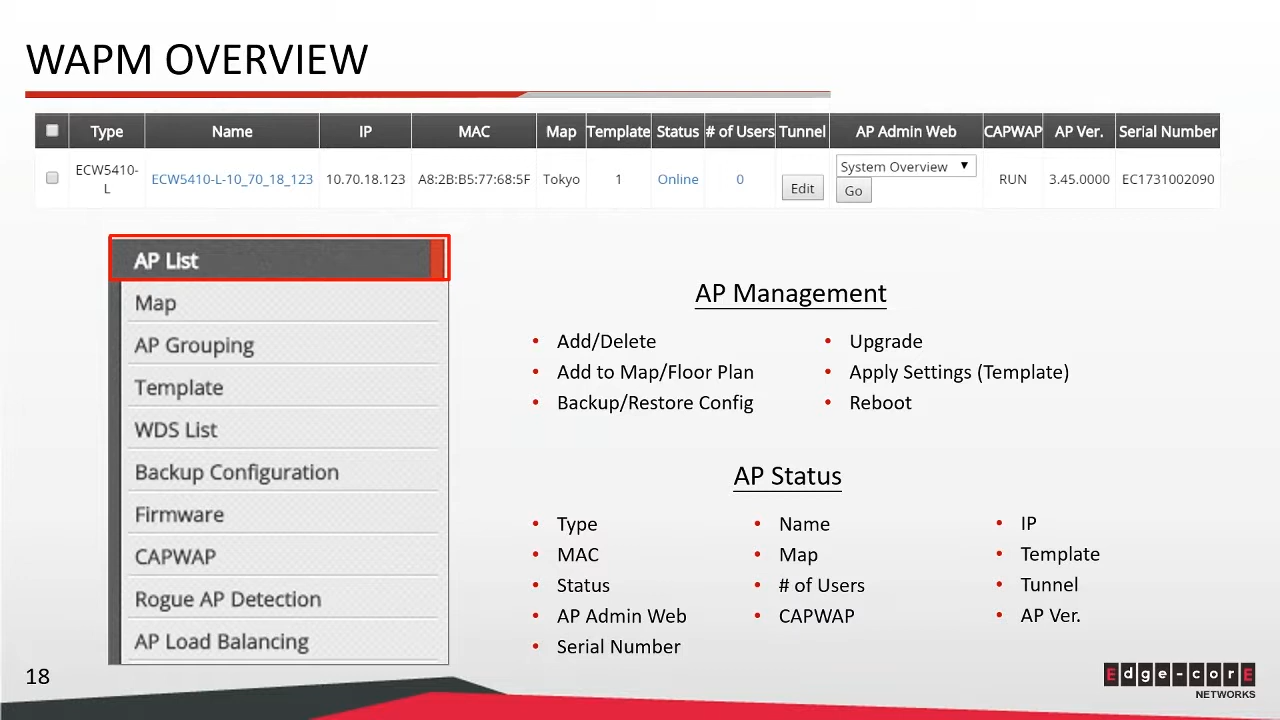 WAPM OVERVIEW
Type Name IP MAC Map Template Status # of Users Tunnel AP Admin Web CAPWAP AP Ver. Serial Number
ECW5410-L ECW5410-L-10_70_18_123 10.70.18.123 A8:2B:B5:77:68:5F Tokyo 1 Online 0 Edit System Overview ▼ Go RUN 3.45.0000 EC1731002090
AP List
Map
AP Grouping
Template
WDS List
Backup Configuration
Firmware
CAPWAP
Rogue AP Detection
AP Load Balancing
AP Management
• Add/Delete
• Add to Map/Floor Plan
• Backup/Restore Config
• Upgrade
• Apply Settings (Template)
• Reboot
AP Status
• Type
• MAC
• Status
• AP Admin Web
• Serial Number
• Name
• Map
• # of Users
• CAPWAP
• IP
• Template
• Tunnel
• AP Ver.
18
Edge-corE
NETWORKS